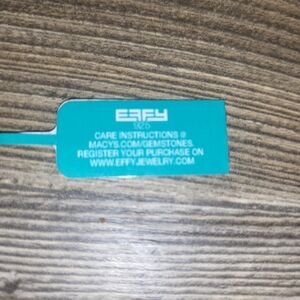 EFFY
925
CARE INSTRUCTIONS @
MACYS.COM/GEMSTONES.
REGISTER YOUR PURCHASE ON
WWW.EFFYJEWELRY.COM